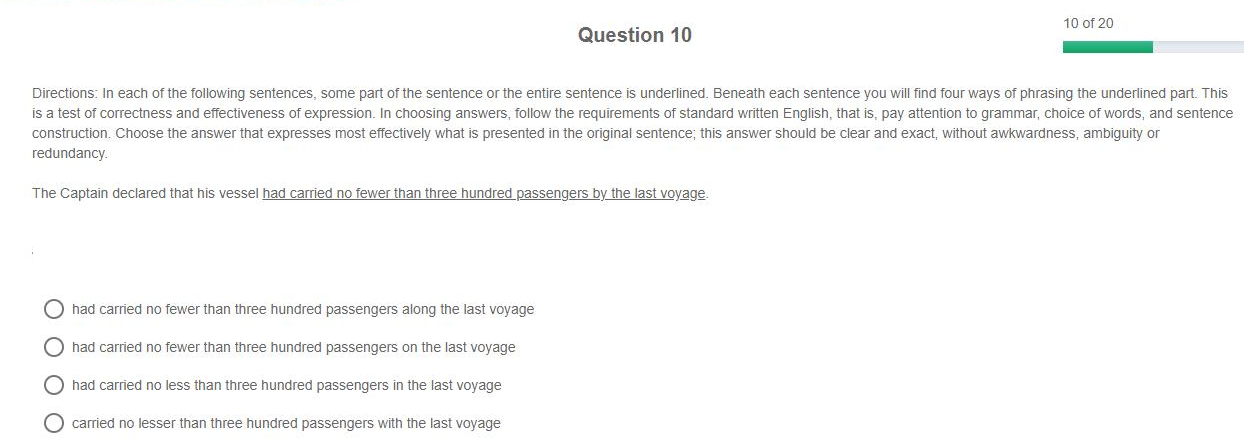 Question 10
10 of 20
Directions: In each of the following sentences, some part of the sentence or the entire sentence is underlined. Beneath each sentence you will find four ways of phrasing the underlined part. This
is a test of correctness and effectiveness of expression. In choosing answers, follow the requirements of standard written English, that is, pay attention to grammar, choice of words, and sentence
construction. Choose the answer that expresses most effectively what is presented in the original sentence; this answer should be clear and exact, without awkwardness, ambiguity or
redundancy.
The Captain declared that his vessel had carried no fewer than three hundred passengers by the last voyage.
.
had carried no fewer than three hundred passengers along the last voyage
had carried no fewer than three hundred passengers on the last voyage
had carried no less than three hundred passengers in the last voyage
carried no lesser than three hundred passengers with the last voyage